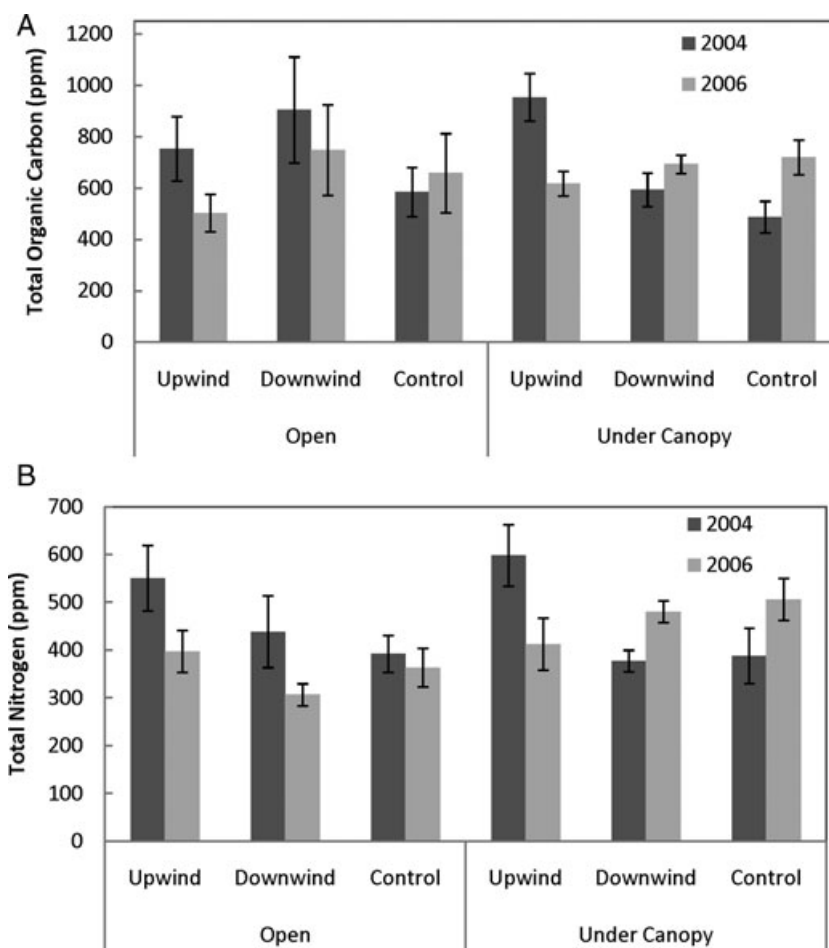 A
Total Organic Carbon (ppm)
1200
1000
800
600
400
200
0
2004
2006
Upwind Downwind Control Upwind Downwind Control
Open Under Canopy
B
Total Nitrogen (ppm)
700
600
500
400
300
200
100
0
2004
2006
Upwind Downwind Control Upwind Downwind Control
Open Under Canopy